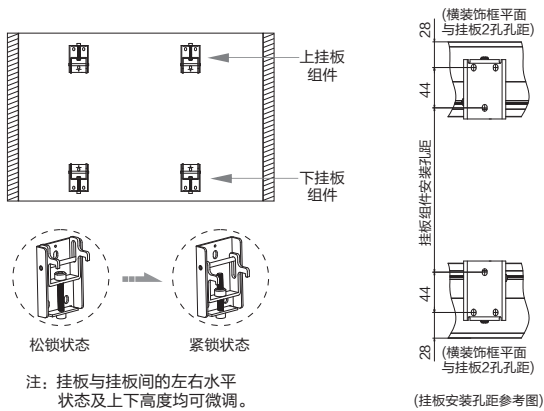 上挂板
组件
下挂板
组件
松锁状态
紧锁状态
注：挂板与挂板间的左右水平
状态及上下高度均可微调。
(横装饰框平面
与挂板2孔孔距)
28
44
挂板组件安装孔距
44
28
(横装饰框平面
与挂板2孔孔距)
(挂板安装孔距参考图)